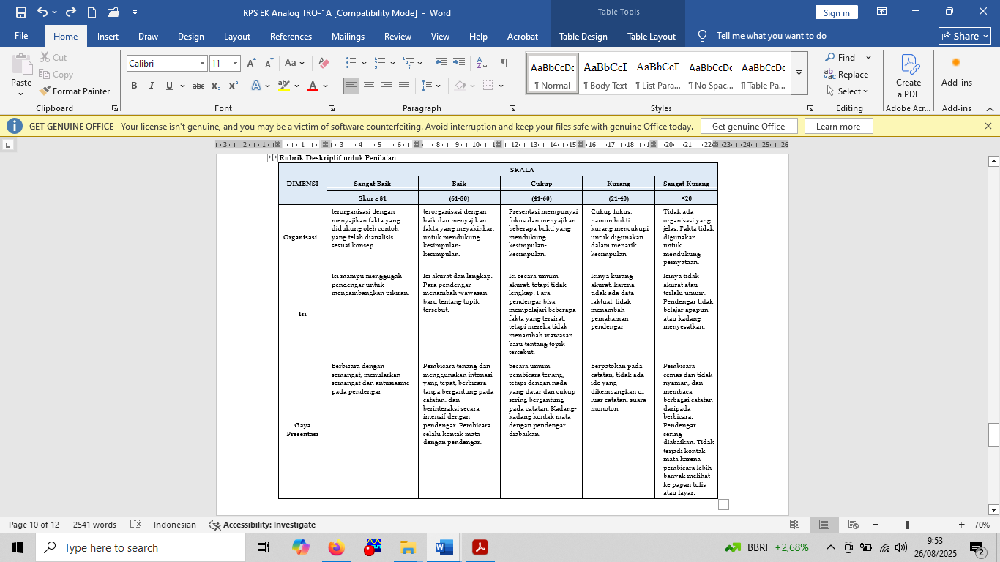 RPS EK Analog TRO-1A [Compatibility Mode] - Word
Table Tools
Sign in
File Home Insert Draw Design Layout References Mailings Review View Help Acrobat Table Design Table Layout Tell me what you want to do Share
Paste
Cut
Copy
Format Painter
Clipboard
Calibri 11
Font
Paragraph
AaBbCcDc AaBbCcI AaBbCcD AaBbCcDc AaBbCcDc
¶ Normal ¶ Body Text ¶ List Para... ¶ No Spac... ¶ Table Pa...
Styles
Find
Replace
Select
Editing
Create a PDF
Adobe Acr...
Add-ins
Add-ins
GET GENUINE OFFICE Your license isn't genuine, and you may be a victim of software counterfeiting. Avoid interruption and keep your files safe with genuine Office today. Get genuine Office Learn more
Rubrik Deskriptif untuk Penilaian
DIMENSI
SKALA
Sangat Baik Baik Cukup Kurang Sangat Kurang
Skor ≥ 81 (61-80) (41-60) (21-40) <20
Organisasi
terorganisasi dengan
menyajikan fakta yang
didukung oleh contoh
yang telah dianalisis
sesuai konsep
terorganisasi dengan
baik dan menyajikan
fakta yang meyakinkan
untuk mendukung
kesimpulan-
kesimpulan.
Presentasi mempunyai
fokus dan menyajikan
beberapa bukti yang
mendukung
kesimpulan-
kesimpulan.
Cukup fokus,
namun bukti
kurang mencukupi
untuk digunakan
dalam menarik
kesimpulan
Tidak ada
organisasi yang
jelas. Fakta tidak
digunakan
untuk
mendukung
pernyataan.
Isi
Isi mampu menggugah
pendengar untuk
mengambangkan pikiran.
Isi akurat dan lengkap.
Para pendengar
menambah wawasan
baru tentang topik
tersebut.
Isi secara umum
akurat, tetapi tidak
lengkap. Para
pendengar bisa
mempelajari beberapa
fakta yang tersirat,
tetapi mereka tidak
menambah wawasan
baru tentang topik
tersebut.
Isinya kurang
akurat, karena
tidak ada data
faktual, tidak
menambah
pemahaman
pendengar
Isinya tidak
akurat atau
terlalu umum.
Pendengar tidak
belajar apapun
atau kadang
menyesatkan.
Gaya
Presentasi
Berbicara dengan
semangat, menularkan
semangat dan antusiasme
pada pendengar
Pembicara tenang dan
menggunakan intonasi
yang tepat, berbicara
tanpa bergantung pada
catatan, dan
berinteraksi secara
intensif dengan
pendengar. Pembicara
selalu kontak mata
dengan pendengar.
Secara umum
pembicara tenang,
tetapi dengan nada
yang datar dan cukup
sering bergantung
pada catatan. Kadang-
kadang kontak mata
dengan pendengar
diabaikan.
Berpatokan pada
catatan, tidak ada
ide yang
dikembangkan di
luar catatan, suara
monoton
Pembicara
cemas dan tidak
nyaman, dan
membaca
berbagai catatan
daripada
berbicara.
Pendengar
sering
diabaikan. Tidak
terjadi kontak
mata karena
pembicara lebih
banyak melihat
ke papan tulis
atau layar.
Page 10 of 12 2541 words Indonesian Accessibility: Investigate 70%
Type here to search
BBRI +2,68%
9:53
26/08/2025
2